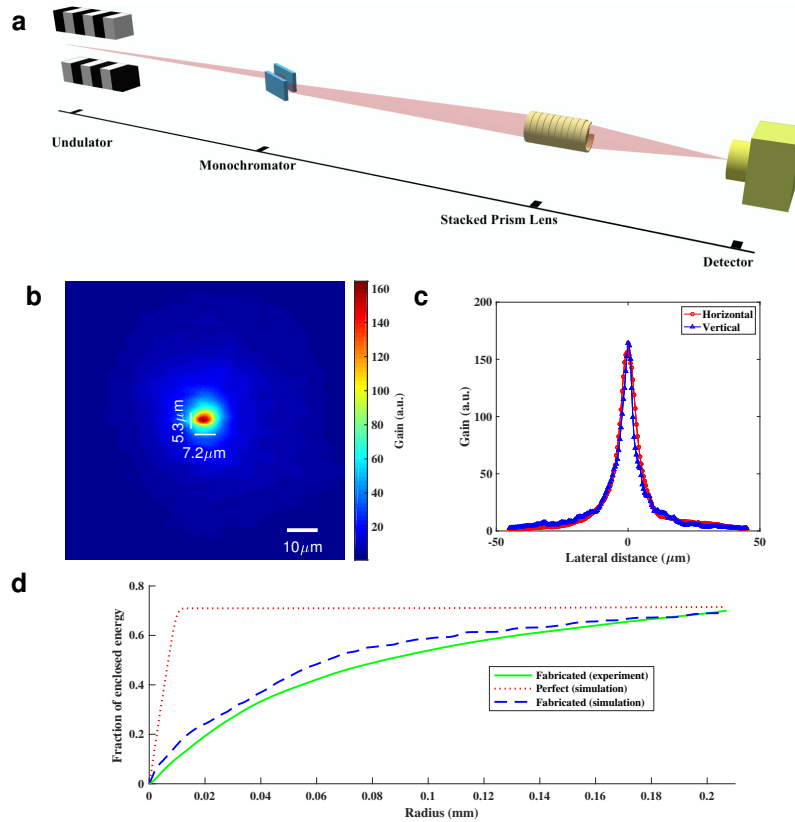 a
Undulator
Monochromator
Stacked Prism Lens
Detector
b
5.3μm
7.2μm
10μm
160
140
120
100
80
60
40
20
Gain (a.u.)
c
200
150
100
50
0
-50
0
50
Gain (a.u.)
Lateral distance (μm)
Horizontal
Vertical
d
0.8
0.6
0.4
0.2
0
0
0.02
0.04
0.06
0.08
0.1
0.12
0.14
0.16
0.18
0.2
Fraction of enclosed energy
Radius (mm)
Fabricated (experiment)
Perfect (simulation)
Fabricated (simulation)